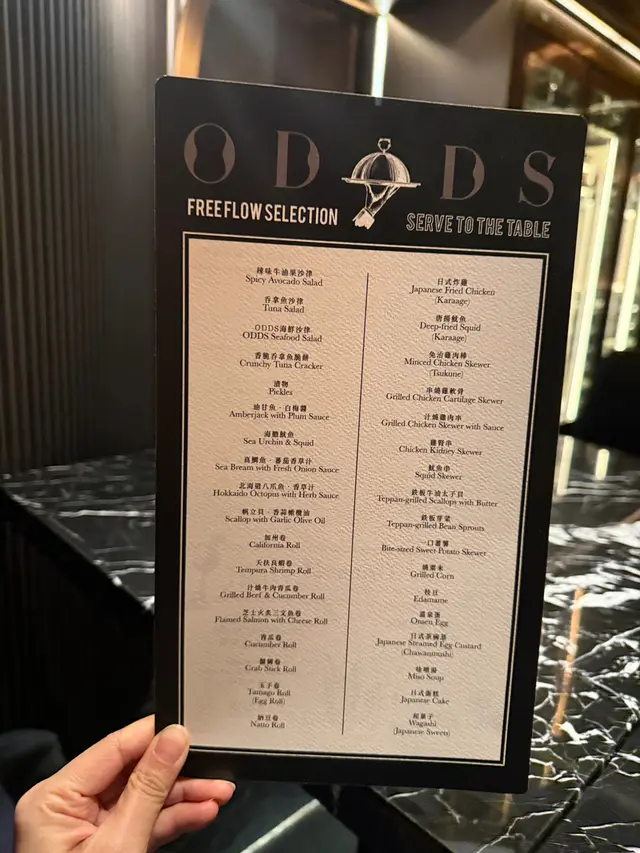 ODDS
FREEFLOW SELECTION
SERVE TO THE TABLE
辣味牛油果沙律
Spicy Avocado Salad
吞拿魚沙律
Tuna Salad
ODDS海鮮沙律
ODDS Seafood Salad
香脆吞拿魚脆餅
Crunchy Tuna Cracker
漬物
Pickles
油甘魚·白梅醬
Amberjack with Plum Sauce
海膽魷魚
Sea Urchin & Squid
真鯛魚·蕃茄香草汁
Sea Bream with Fresh Onion Sauce
北海道八爪魚·香草汁
Hokkaido Octopus with Herb Sauce
帆立貝·香蒜橄欖油
Scallop with Garlic Olive Oil
加州卷
California Roll
天扶良蝦卷
Tempura Shrimp Roll
汁燒牛肉青瓜卷
Grilled Beef & Cucumber Roll
芝士火炙三文魚卷
Flamed Salmon with Cheese Roll
青瓜卷
Cucumber Roll
蟹柳卷
Crab Stick Roll
玉子卷
Tamago Roll
(Egg Roll)
納豆卷
Natto Roll
日式炸雞
Japanese Fried Chicken
(Karaage)
唐揚魷魚
Deep-fried Squid
(Karaage)
免治雞肉棒
Minced Chicken Skewer
(Tsukune)
串燒雞軟骨
Grilled Chicken Cartilage Skewer
汁燒雞肉串
Grilled Chicken Skewer with Sauce
雞腎串
Chicken Kidney Skewer
魷魚串
Squid Skewer
鉄板牛油太子貝
Teppan-grilled Scallops with Butter
鉄板芽菜
Teppan-grilled Bean Sprouts
一口蕃薯
Bite-sized Sweet Potato Skewer
燒粟米
Grilled Corn
枝豆
Edamame
溫泉蛋
Onsen Egg
日式茶碗蒸
Japanese Steamed Egg Custard
(Chawanmushi)
味噌湯
Miso Soup
日式蛋糕
Japanese Cake
和菓子
Wagashi
(Japanese Sweets)